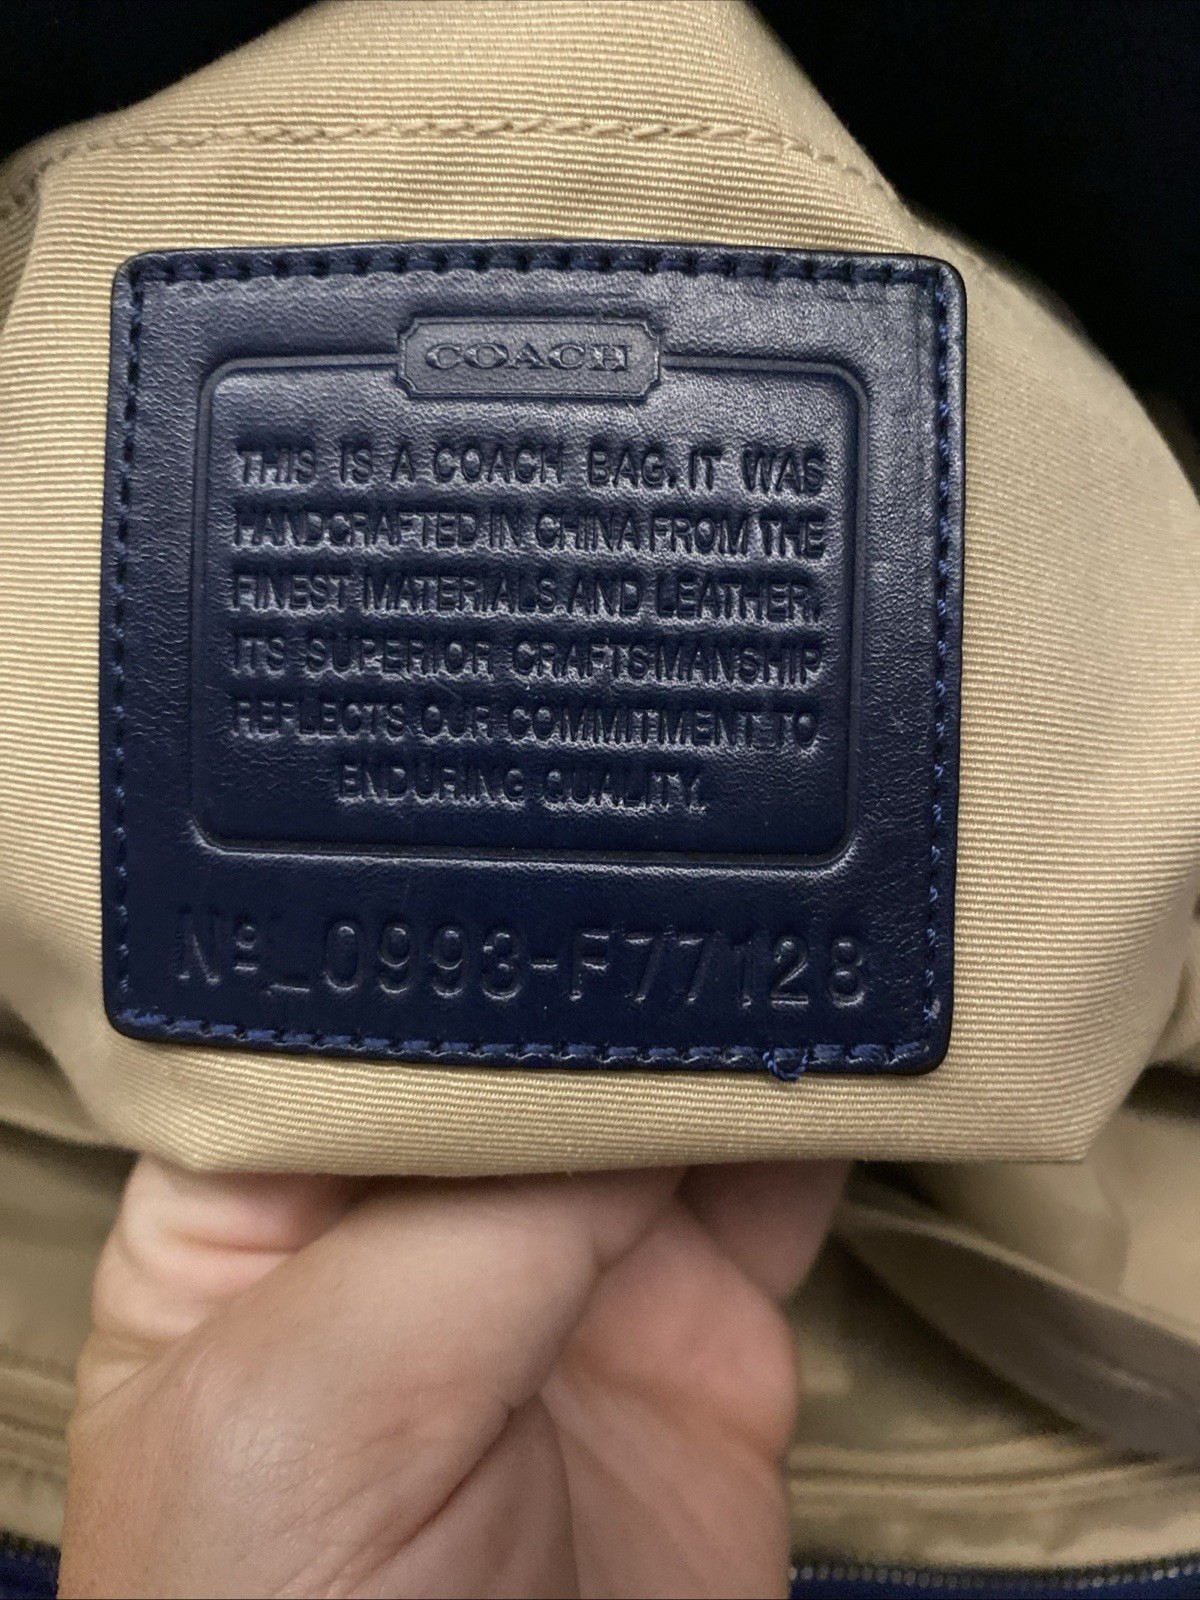 COACH
THIS IS A COACH BAG. IT WAS
HANDCRAFTED IN CHINA FROM THE
FINEST MATERIALS AND LEATHER.
ITS SUPERIOR CRAFTSMANSHIP
REFLECTS OUR COMMITMENT TO
ENDURING QUALITY.
Nº _0993-F77128